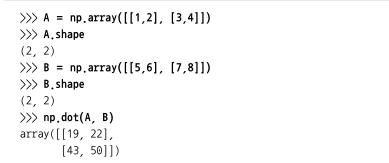 >>> A = np.array([[1,2], [3,4]])
>>> A.shape
(2, 2)
>>> B = np.array([[5,6], [7,8]])
>>> B.shape
(2, 2)
>>> np.dot(A, B)
array([[19, 22],
       [43, 50]])